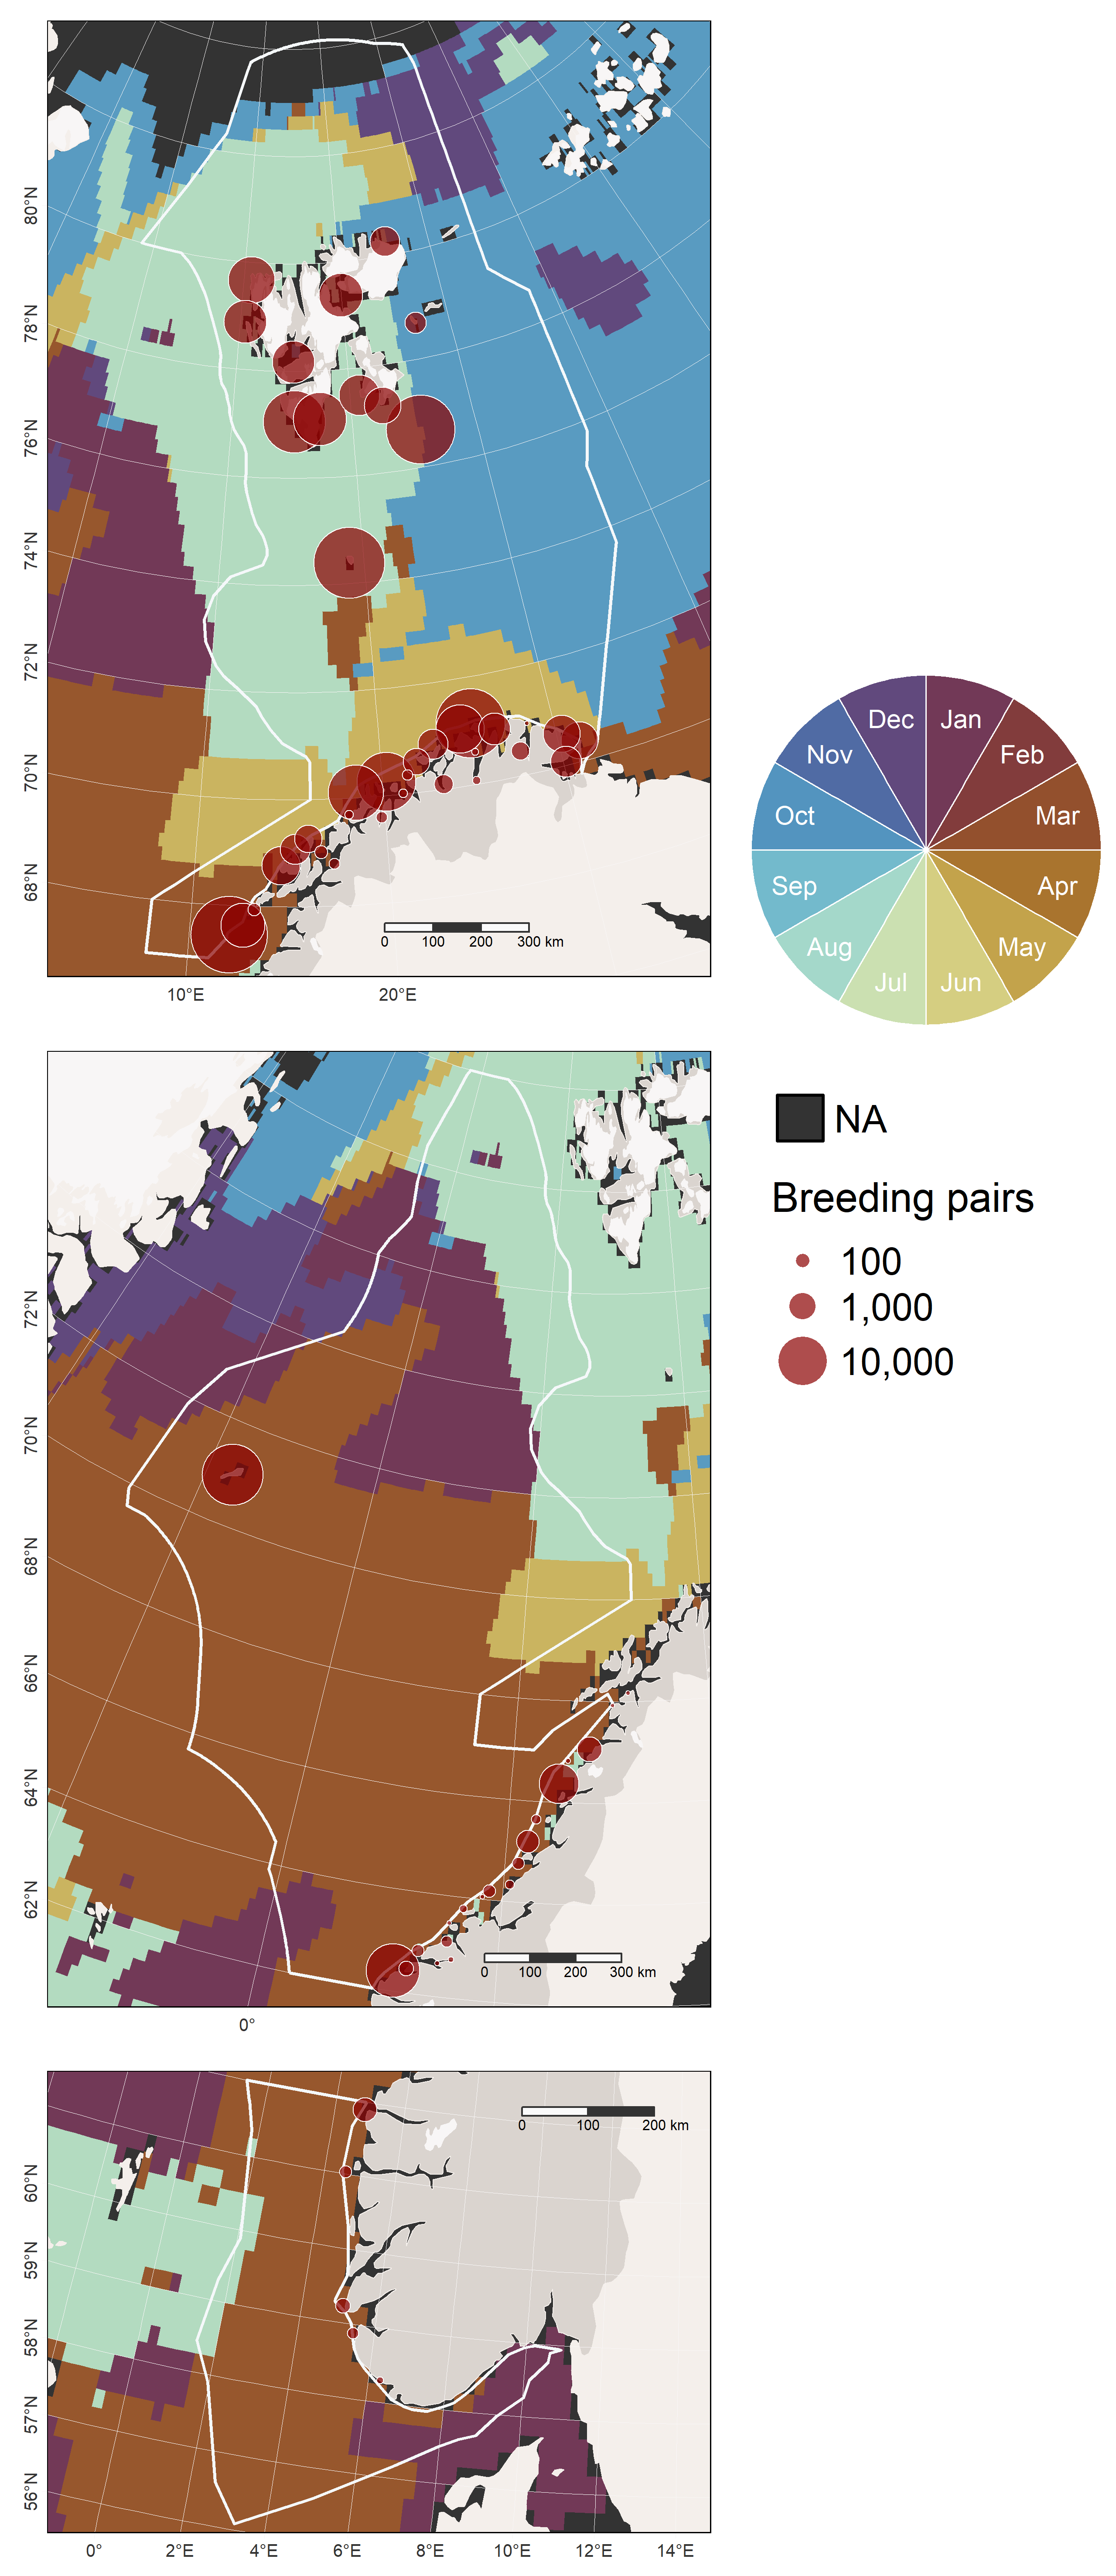 80°N
78°N
76°N
74°N
72°N
70°N
68°N
0 100 200 300 km
10°E 20°E
Dec Jan
Nov Feb
Oct Mar
Sep Apr
Aug May
Jul Jun
NA
Breeding pairs
100
1,000
10,000
72°N
70°N
68°N
66°N
64°N
62°N
0 100 200 300 km
0°
0 100 200 km
60°N
59°N
58°N
57°N
56°N
0° 2°E 4°E 6°E 8°E 10°E 12°E 14°E